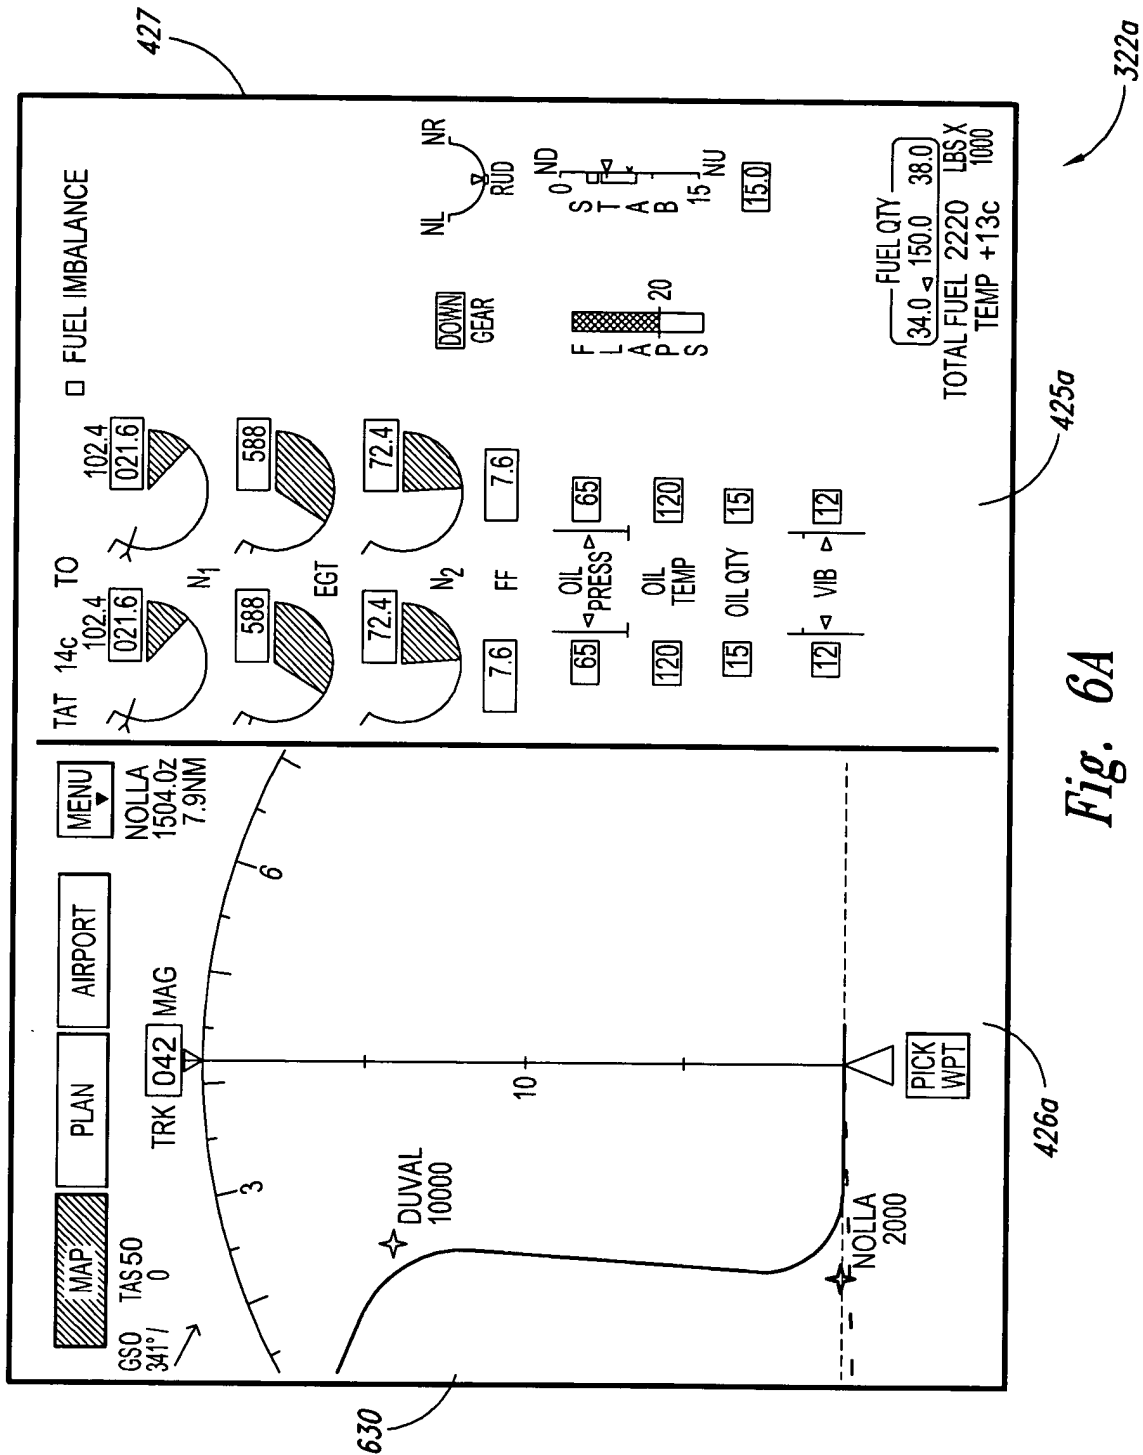 427
322a
MAP
PLAN
AIRPORT
MENU
GS0 TAS50
341°/ 0
TRK 042 MAG
NOLLA
1504.0z
7.9NM
3
6
DUVAL
10000
10
NOLLA
2000
PICK
WPT
630
426a
TAT 14c TO
102.4 102.4
021.6 021.6
N1
588 588
EGT
72.4 72.4
N2
7.6 FF 7.6
65 OIL PRESS 65
120 OIL TEMP 120
15 OIL QTY 15
12 VIB 12
FUEL IMBALANCE
DOWN
GEAR
NL NR
RUD
FLAPS
20
0 ND
STAB
15 NU
15.0
FUEL QTY
34.0 150.0 38.0
TOTAL FUEL 2220 LBS X
TEMP +13c 1000
425a
Fig. 6A